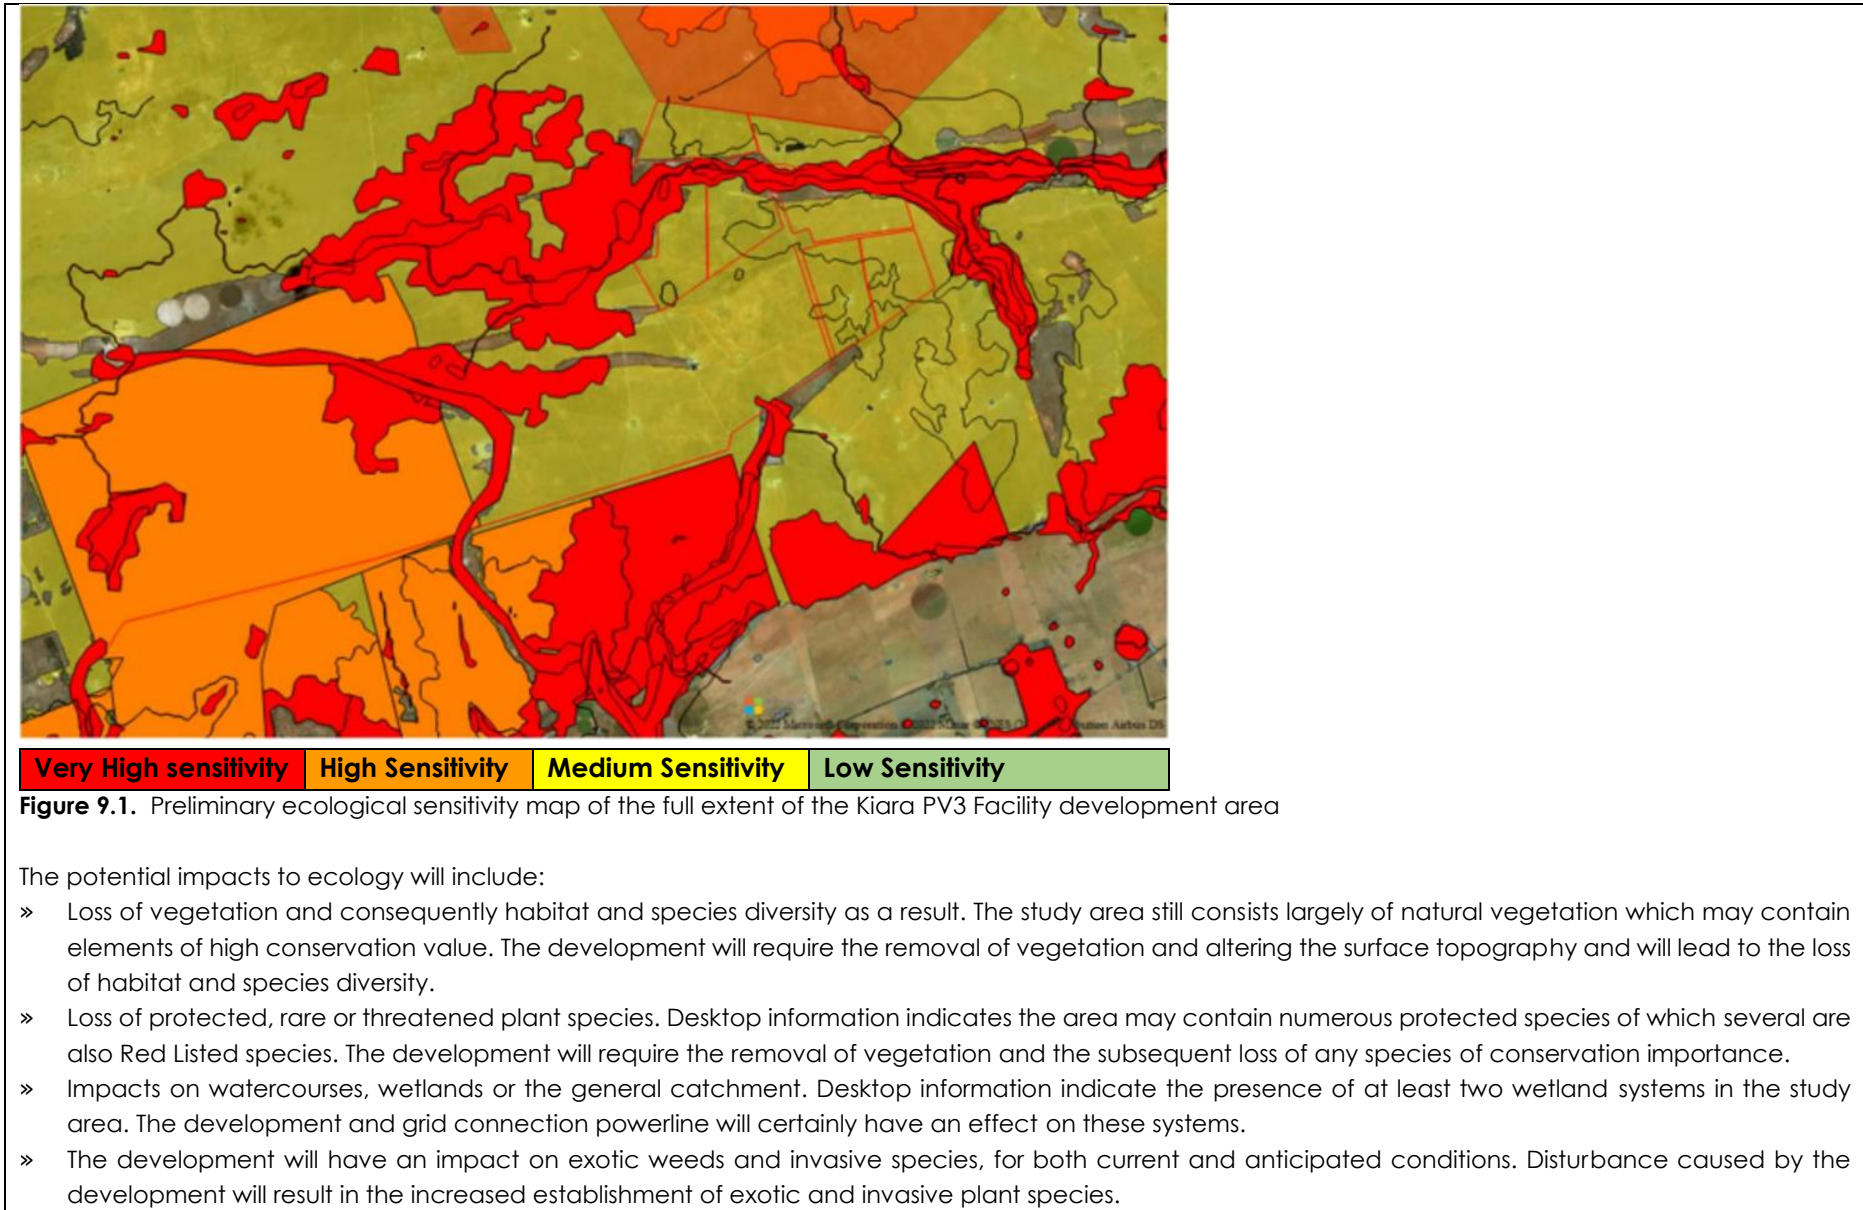 © 2022 Microsoft Corporation © 2022 Maxar © CNES (2022) Distribution Airbus DS
Very High sensitivity High Sensitivity Medium Sensitivity Low Sensitivity
Figure 9.1. Preliminary ecological sensitivity map of the full extent of the Kiara PV3 Facility development area
The potential impacts to ecology will include:
» Loss of vegetation and consequently habitat and species diversity as a result. The study area still consists largely of natural vegetation which may contain
elements of high conservation value. The development will require the removal of vegetation and altering the surface topography and will lead to the loss
of habitat and species diversity.
» Loss of protected, rare or threatened plant species. Desktop information indicates the area may contain numerous protected species of which several are
also Red Listed species. The development will require the removal of vegetation and the subsequent loss of any species of conservation importance.
» Impacts on watercourses, wetlands or the general catchment. Desktop information indicate the presence of at least two wetland systems in the study
area. The development and grid connection powerline will certainly have an effect on these systems.
» The development will have an impact on exotic weeds and invasive species, for both current and anticipated conditions. Disturbance caused by the
development will result in the increased establishment of exotic and invasive plant species.